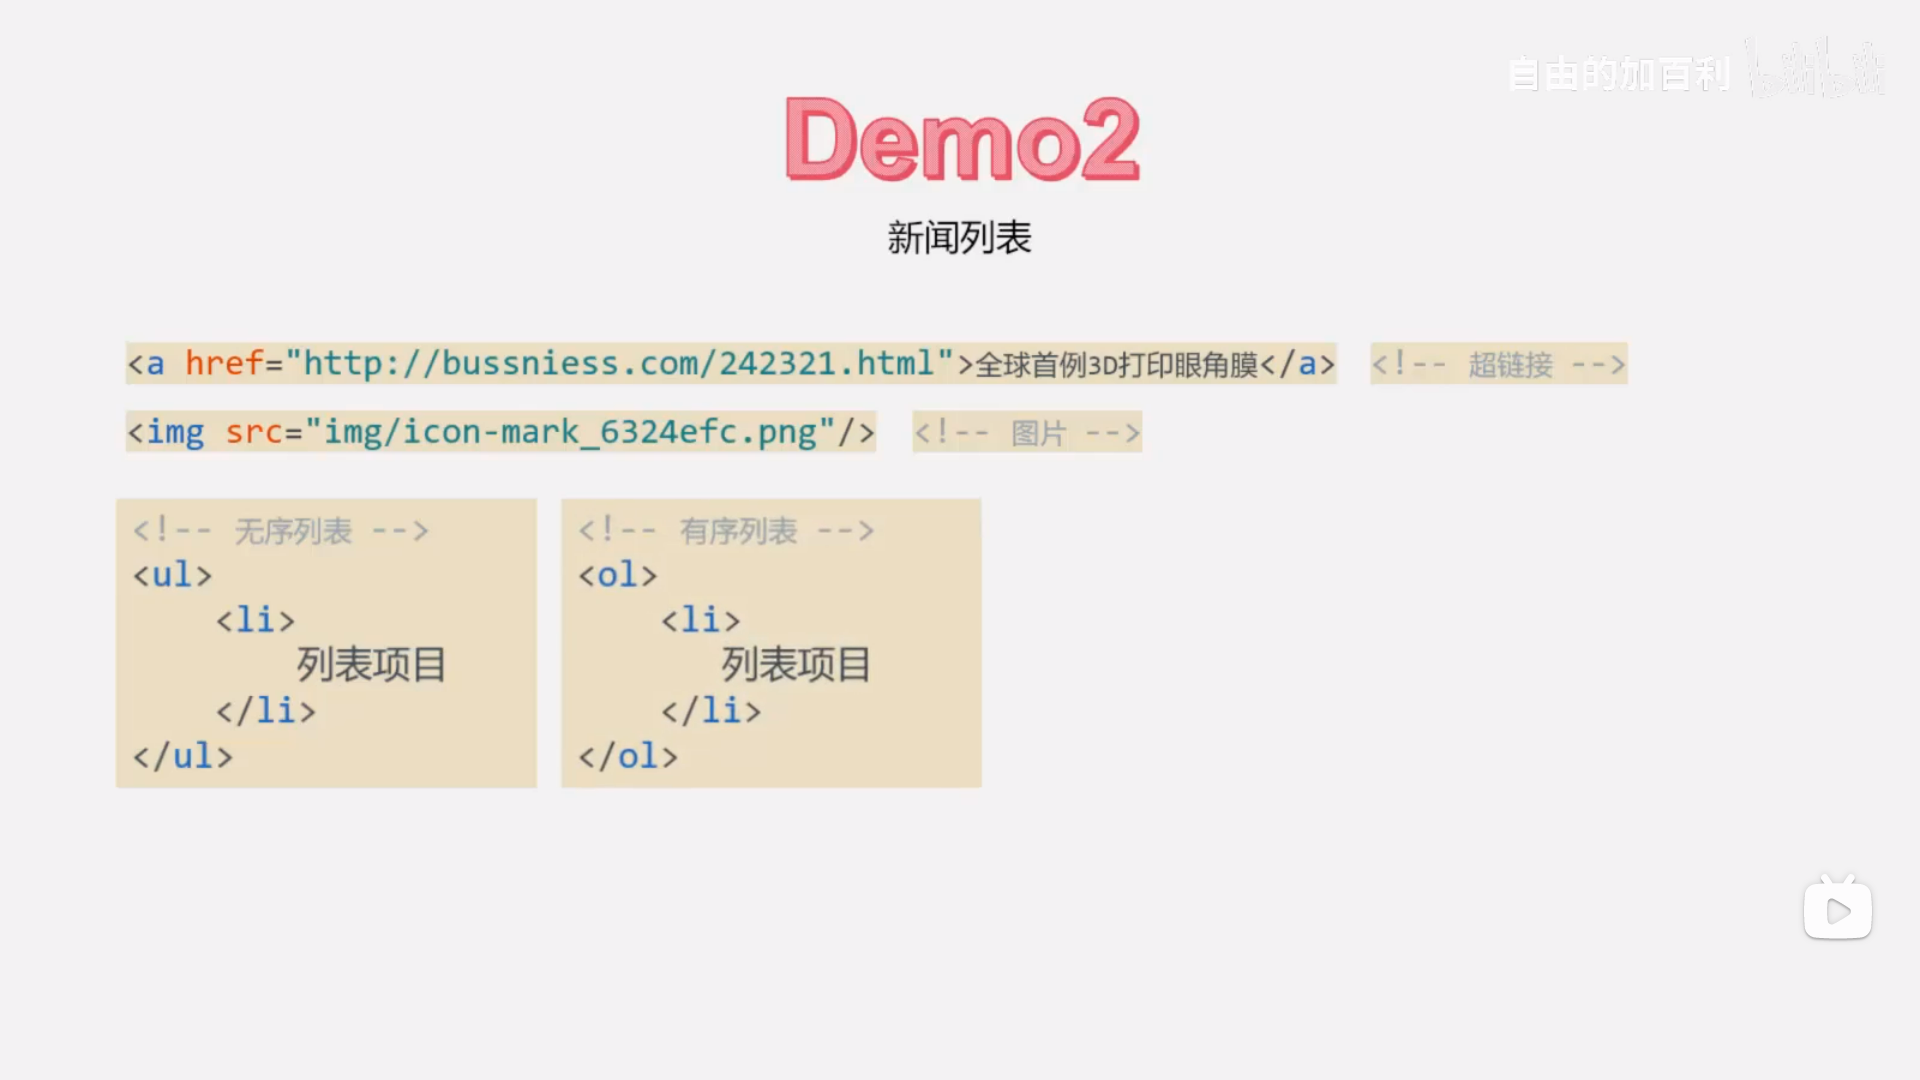 自由的加百利 bilibili
Demo2
新闻列表
<a href="http://bussniess.com/242321.html">全球首例3D打印眼角膜</a> <!-- 超链接 -->
<img src="img/icon-mark_6324efc.png"/> <!-- 图片 -->
<!-- 无序列表 -->
<ul>
<li>
列表项目
</li>
</ul>
<!-- 有序列表 -->
<ol>
<li>
列表项目
</li>
</ol>